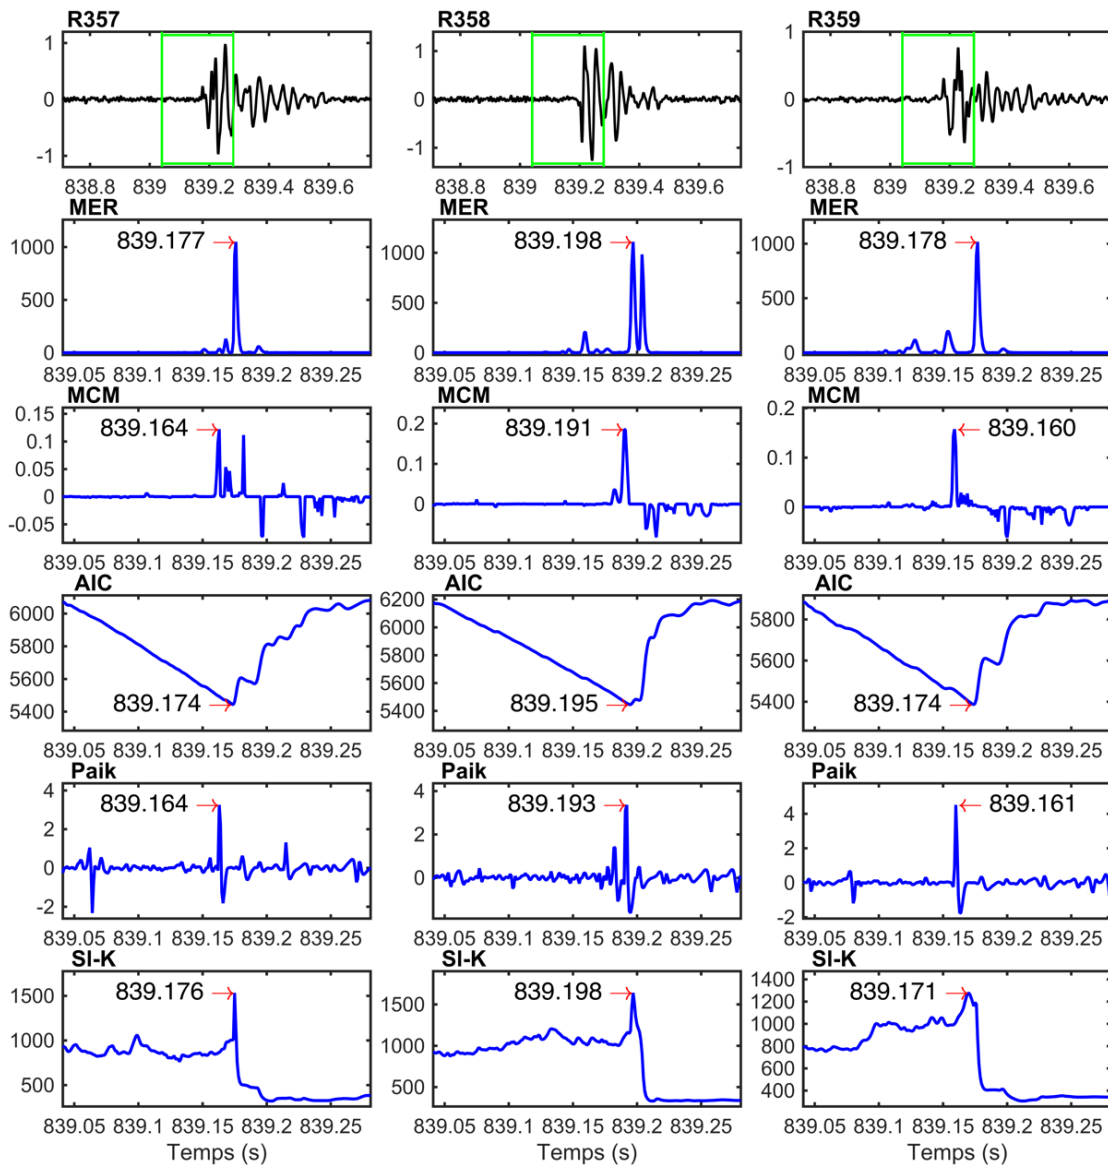 R357 R358 R359
1 1 1
0 0 0
-1 -1 -1
838.8 839 839.2 839.4 839.6 838.8 839 839.2 839.4 839.6 838.8 839 839.2 839.4 839.6
MER MER MER
1000 839.177 1000 839.198 1000 839.178
500 500 500
0 0 0
839.05 839.1 839.15 839.2 839.25 839.05 839.1 839.15 839.2 839.25 839.05 839.1 839.15 839.2 839.25
MCM MCM MCM
0.15 0.2 0.2
0.1 839.164 839.191 839.160
0.05 0.1 0.1
0 0 0
-0.05
839.05 839.1 839.15 839.2 839.25 839.05 839.1 839.15 839.2 839.25 839.05 839.1 839.15 839.2 839.25
AIC AIC AIC
6000 6200 5800
5800 6000 5600
5600 5800 5400
5400 5600
5400
839.174 839.195 839.174
839.05 839.1 839.15 839.2 839.25 839.05 839.1 839.15 839.2 839.25 839.05 839.1 839.15 839.2 839.25
Paik Paik Paik
4 839.164 4 839.193 839.161
2 2 4
0 0 2
-2 0
-2
839.05 839.1 839.15 839.2 839.25 839.05 839.1 839.15 839.2 839.25 839.05 839.1 839.15 839.2 839.25
SI-K SI-K SI-K
1500 839.176 1500 839.198 1400 839.171
1000 1000 1200
500 500 1000
800
600
400
839.05 839.1 839.15 839.2 839.25 839.05 839.1 839.15 839.2 839.25 839.05 839.1 839.15 839.2 839.25
Temps (s) Temps (s) Temps (s)